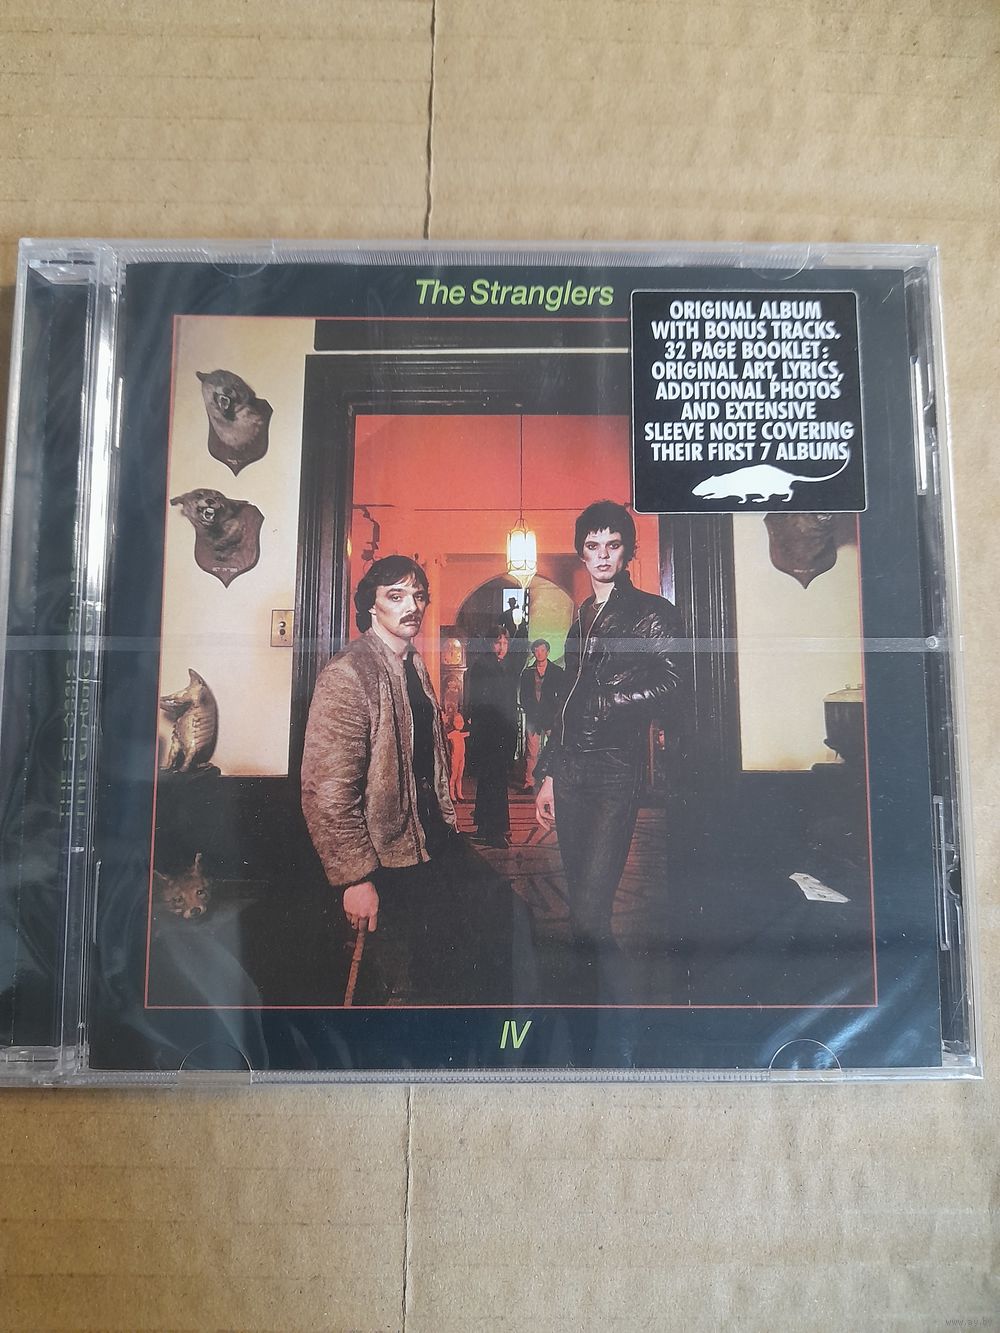 The Stranglers
ORIGINAL ALBUM
WITH BONUS TRACKS.
32 PAGE BOOKLET:
ORIGINAL ART, LYRICS,
ADDITIONAL PHOTOS
AND EXTENSIVE
SLEEVE NOTE COVERING
THEIR FIRST 7 ALBUMS
IV